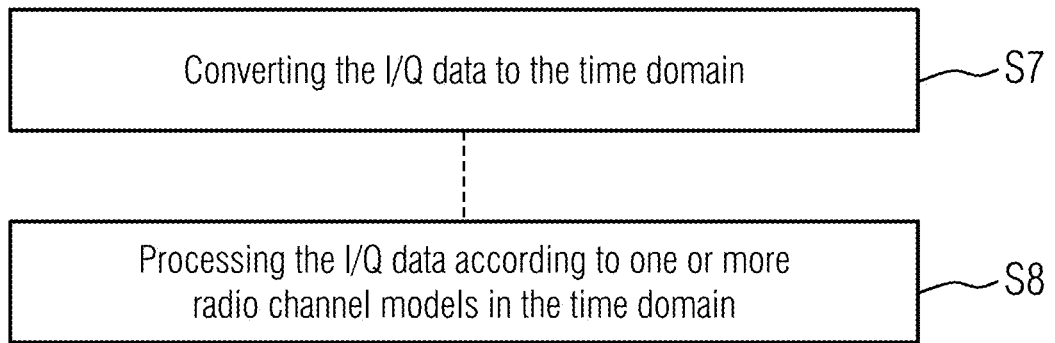 Converting the I/Q data to the time domain
S7
Processing the I/Q data according to one or more
radio channel models in the time domain
S8